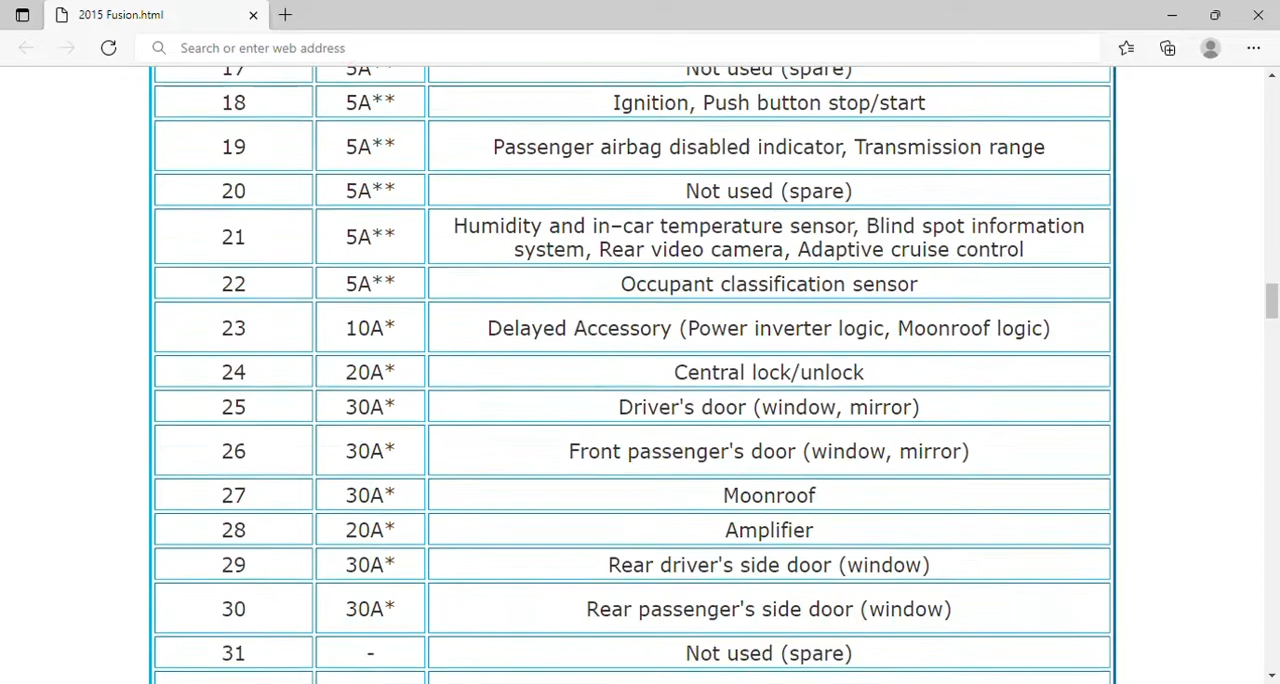 2015 Fusion.html
Search or enter web address
17 5A** Not used (spare)
18 5A** Ignition, Push button stop/start
19 5A** Passenger airbag disabled indicator, Transmission range
20 5A** Not used (spare)
21 5A** Humidity and in–car temperature sensor, Blind spot information
system, Rear video camera, Adaptive cruise control
22 5A** Occupant classification sensor
23 10A* Delayed Accessory (Power inverter logic, Moonroof logic)
24 20A* Central lock/unlock
25 30A* Driver's door (window, mirror)
26 30A* Front passenger's door (window, mirror)
27 30A* Moonroof
28 20A* Amplifier
29 30A* Rear driver's side door (window)
30 30A* Rear passenger's side door (window)
31 - Not used (spare)